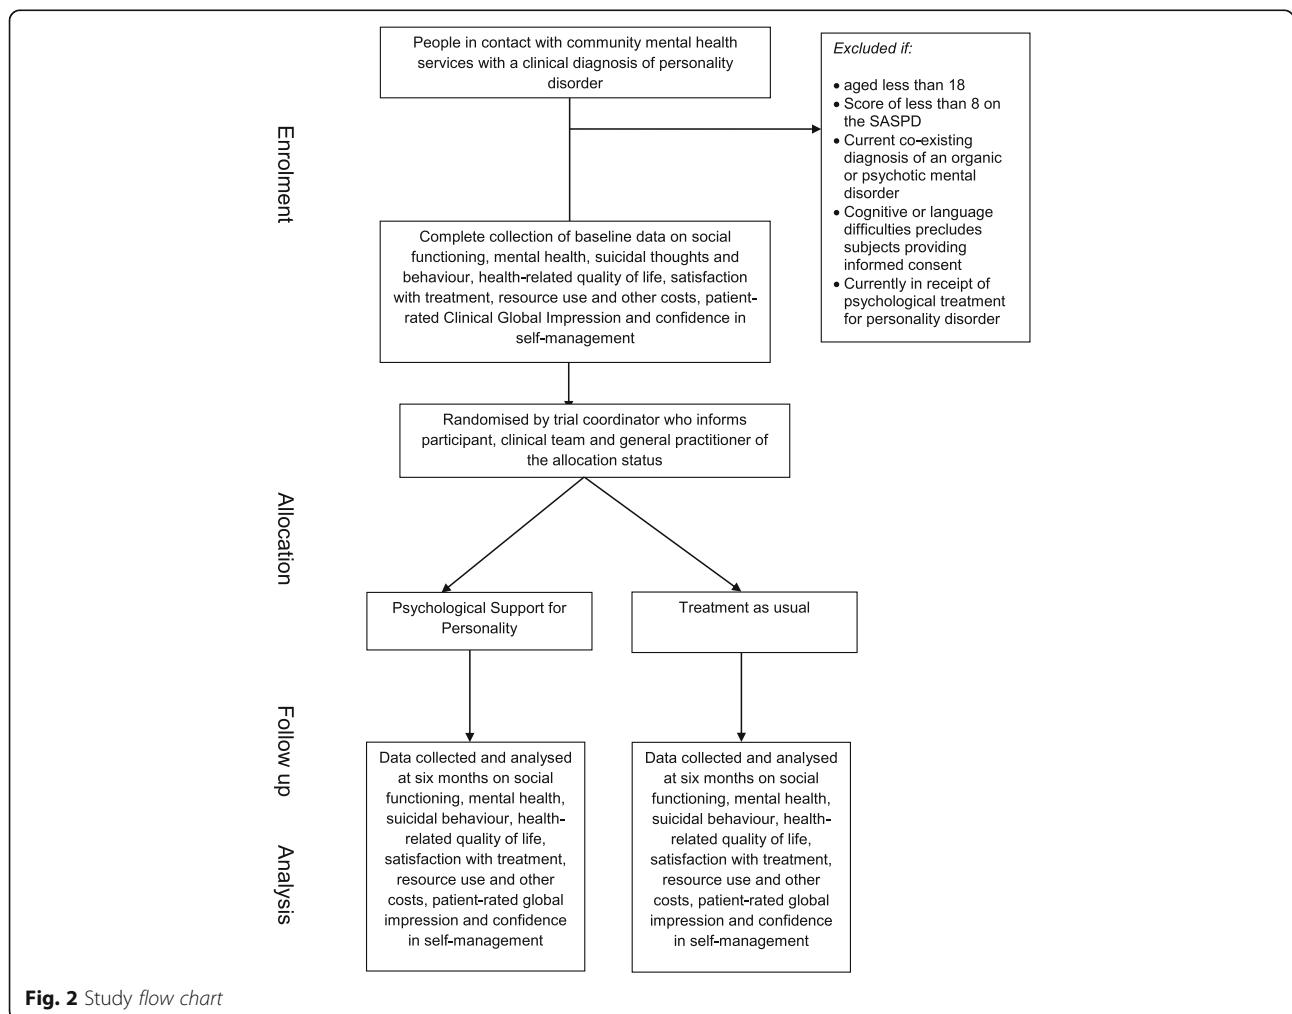 People in contact with community mental health
services with a clinical diagnosis of personality
disorder
Excluded if:
• aged less than 18
• Score of less than 8 on
the SASPD
• Current co-existing
diagnosis of an organic
or psychotic mental
disorder
• Cognitive or language
difficulties precludes
subjects providing
informed consent
• Currently in receipt of
psychological treatment
for personality disorder
Enrolment
Complete collection of baseline data on social
functioning, mental health, suicidal thoughts and
behaviour, health-related quality of life, satisfaction
with treatment, resource use and other costs, patient-
rated Clinical Global Impression and confidence in
self-management
Randomised by trial coordinator who informs
participant, clinical team and general practitioner of
the allocation status
Allocation
Psychological Support for
Personality
Treatment as usual
Follow up
Data collected and analysed
at six months on social
functioning, mental health,
suicidal behaviour, health-
related quality of life,
satisfaction with treatment,
resource use and other
costs, patient-rated global
impression and confidence
in self-management
Data collected and analysed
at six months on social
functioning, mental health,
suicidal behaviour, health-
related quality of life,
satisfaction with treatment,
resource use and other
costs, patient-rated global
impression and confidence
in self-management
Analysis
Fig. 2 Study flow chart